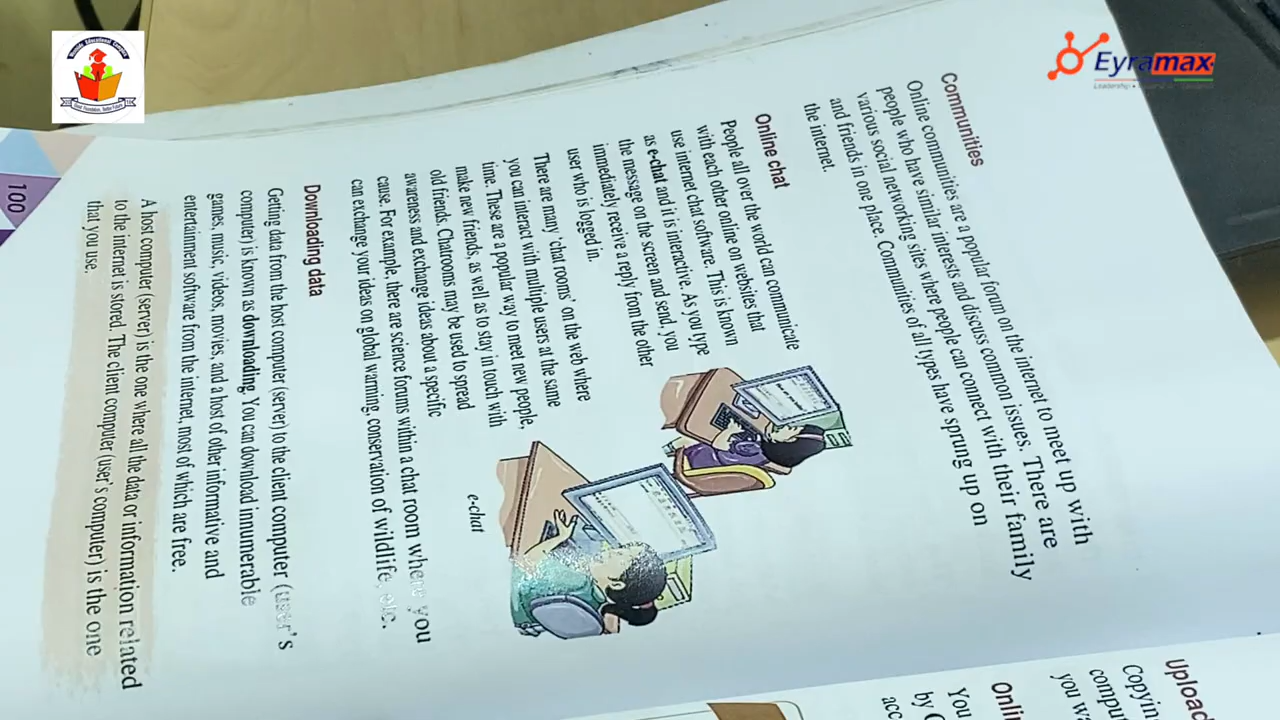 Eyramax
Communities
Online communities are a popular forum on the internet to meet up with
people who have similar interests and discuss common issues. There are
various social networking sites where people can connect with their family
and friends in one place. Communities of all types have sprung up on
the internet.
Online chat
People all over the world can communicate
with each other online on websites that
use internet chat software. This is known
as e-chat and it is interactive. As you type
the message on the screen and send, you
immediately receive a reply from the other
user who is logged in.
There are many 'chat rooms' on the web where
you can interact with multiple users at the same
time. These are a popular way to meet new people,
make new friends, as well as to stay in touch with
old friends. Chatrooms may be used to spread
awareness and exchange ideas about a specific
cause. For example, there are science forms within a chat room where you
can exchange your ideas on global warming, conservation of wildlife, etc.
e-chat
Downloading data
Getting data from the host computer (server) to the client computer (user's
computer) is known as downloading. You can download innumerable
games, music, videos, movies, and a host of other informative and
entertainment software from the internet, most of which are free.
A host computer (server) is the one where all the data or information related
to the internet is stored. The client computer (user's computer) is the one
that you use.
100
Upload
Copyin
compu
you wa
Onlin
You
by
acc